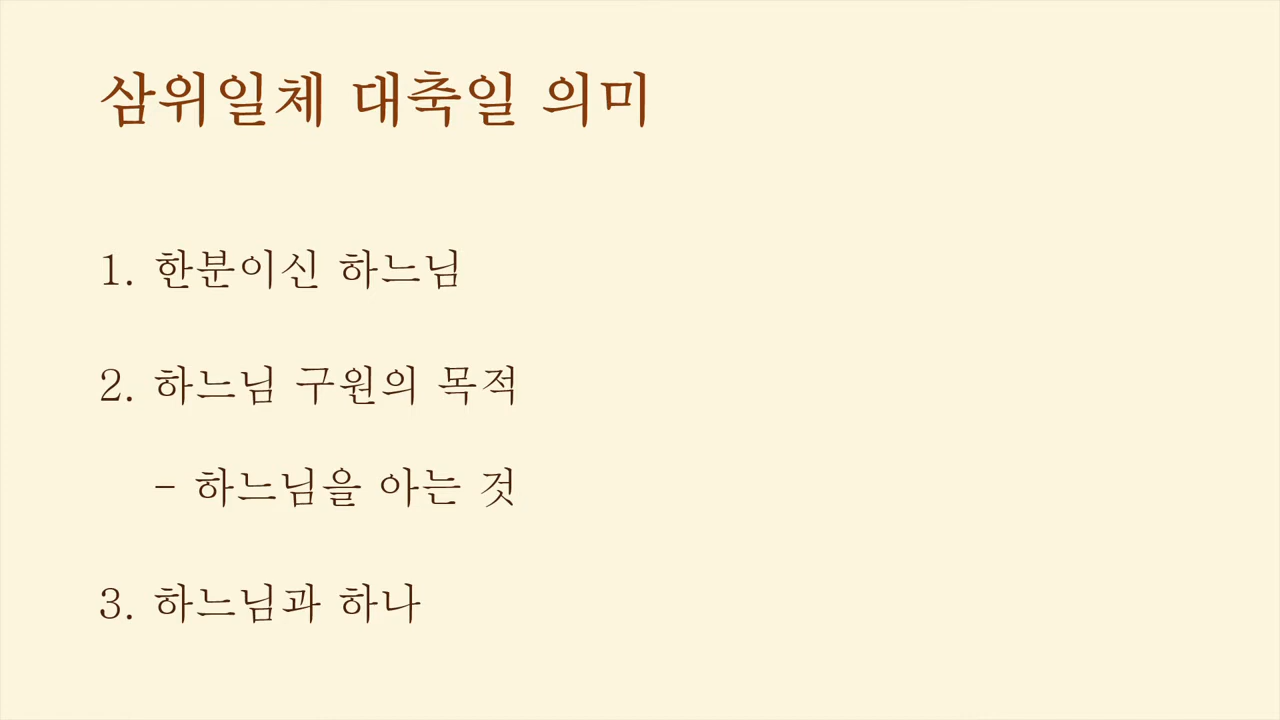 삼위일체 대축일 의미
1. 한분이신 하느님
2. 하느님 구원의 목적
- 하느님을 아는 것
3. 하느님과 하나